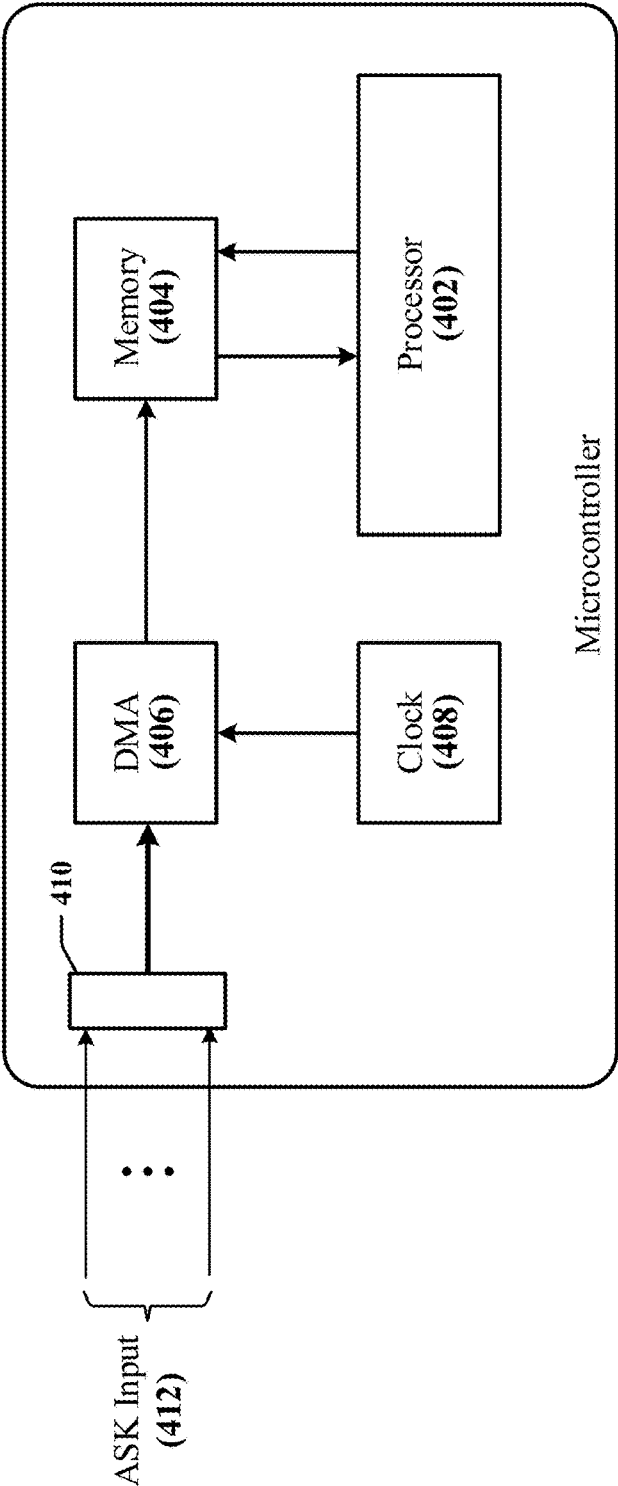 ASK Input
(412)
410
DMA
(406)
Memory
(404)
Clock
(408)
Processor
(402)
Microcontroller